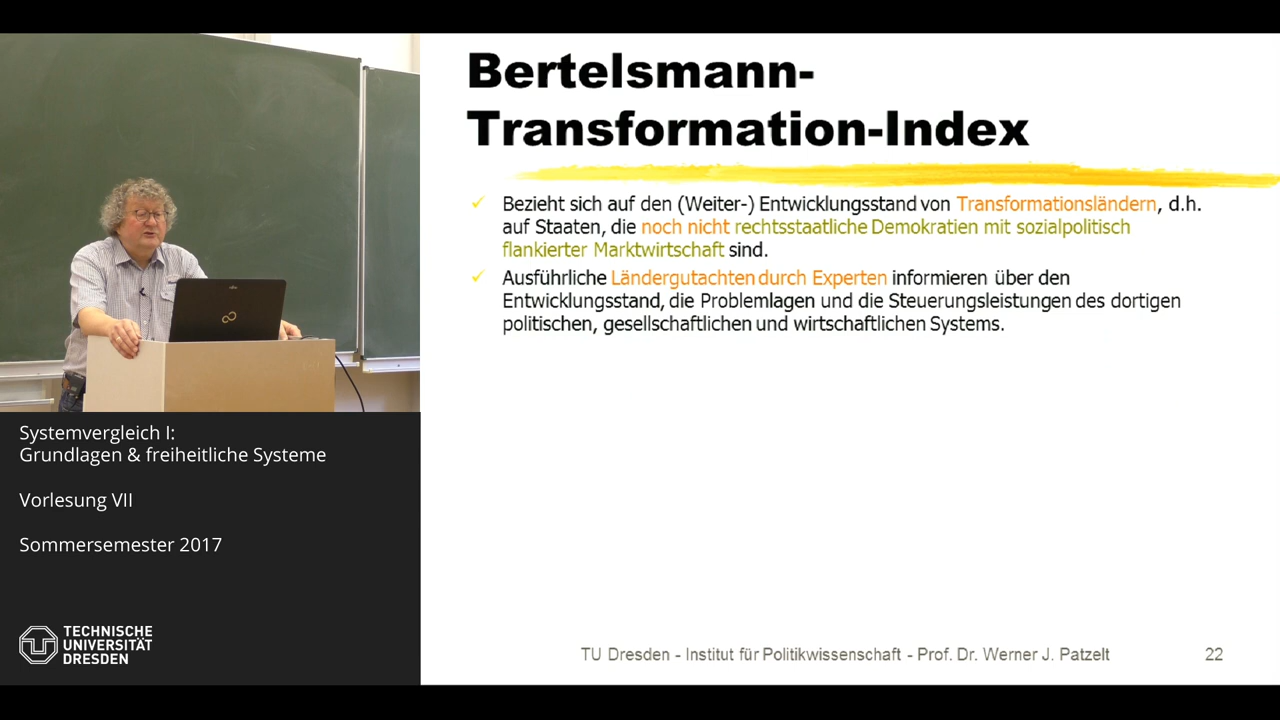 Bertelsmann-
Transformation-Index
Bezieht sich auf den (Weiter-) Entwicklungsstand von Transformationsländern, d.h.
auf Staaten, die noch nicht rechtsstaatliche Demokratien mit sozialpolitisch
flankierter Marktwirtschaft sind.
Ausführliche Ländergutachten durch Experten informieren über den
Entwicklungsstand, die Problemlagen und die Steuerungsleistungen des dortigen
politischen, gesellschaftlichen und wirtschaftlichen Systems.
Systemvergleich I:
Grundlagen & freiheitliche Systeme
Vorlesung VII
Sommersemester 2017
TECHNISCHE
UNIVERSITÄT
DRESDEN
TU Dresden - Institut für Politikwissenschaft - Prof. Dr. Werner J. Patzelt
22